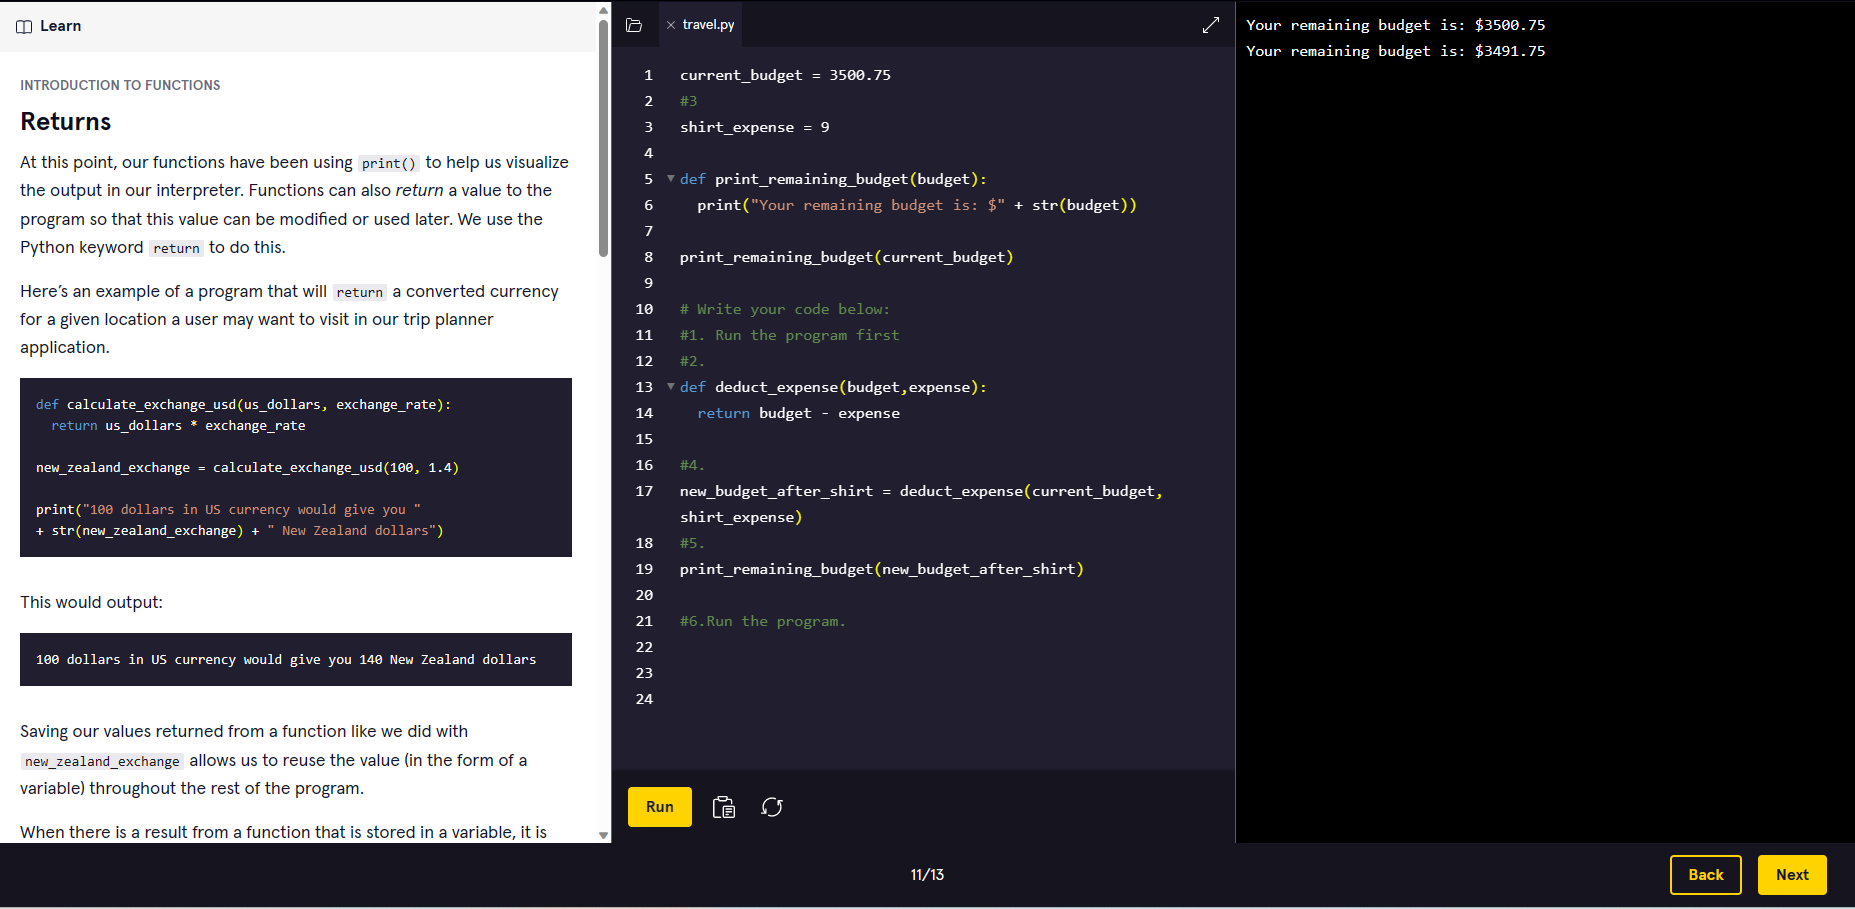 Learn
INTRODUCTION TO FUNCTIONS
Returns
At this point, our functions have been using print() to help us visualize
the output in our interpreter. Functions can also return a value to the
program so that this value can be modified or used later. We use the
Python keyword return to do this.
Here’s an example of a program that will return a converted currency
for a given location a user may want to visit in our trip planner
application.
def calculate_exchange_usd(us_dollars, exchange_rate):
  return us_dollars * exchange_rate
new_zealand_exchange = calculate_exchange_usd(100, 1.4)
print("100 dollars in US currency would give you "
+ str(new_zealand_exchange) + " New Zealand dollars")
This would output:
100 dollars in US currency would give you 140 New Zealand dollars
Saving our values returned from a function like we did with
new_zealand_exchange allows us to reuse the value (in the form of a
variable) throughout the rest of the program.
When there is a result from a function that is stored in a variable, it is
travel.py
1 current_budget = 3500.75
2 #3
3 shirt_expense = 9
4
5 def print_remaining_budget(budget):
6   print("Your remaining budget is: $" + str(budget))
7
8 print_remaining_budget(current_budget)
9
10 # Write your code below:
11 #1. Run the program first
12 #2.
13 def deduct_expense(budget,expense):
14   return budget - expense
15
16 #4.
17 new_budget_after_shirt = deduct_expense(current_budget,
shirt_expense)
18 #5.
19 print_remaining_budget(new_budget_after_shirt)
20
21 #6.Run the program.
22
23
24
Run
Your remaining budget is: $3500.75
Your remaining budget is: $3491.75
11/13
Back
Next